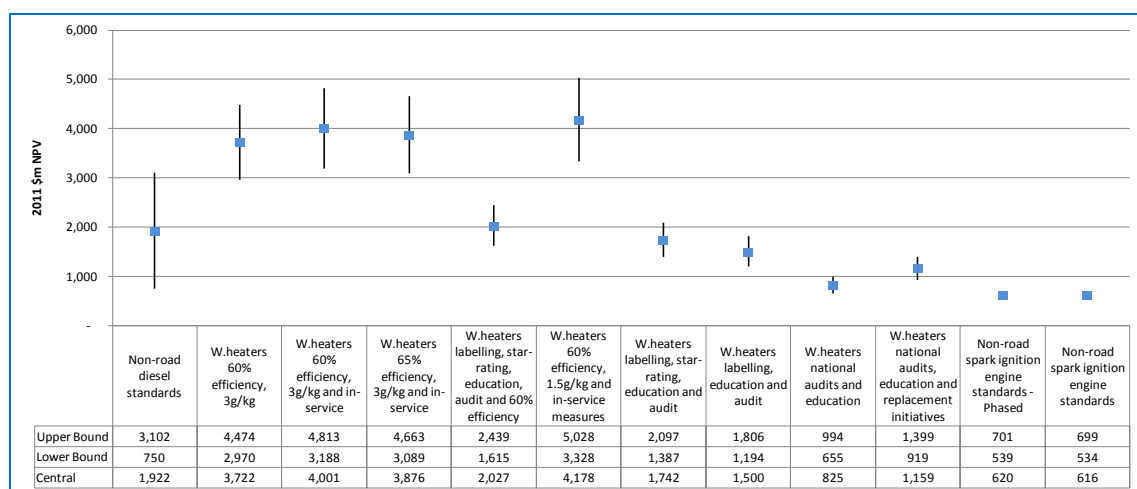 6,000
5,000
4,000
3,000
2,000
1,000
-
2011 $m NPV
Non-road
diesel
standards
W.heaters
60%
efficiency,
3g/kg
W.heaters
60%
efficiency,
3g/kg and in-
service
W.heaters
65%
efficiency,
3g/kg and in-
service
W.heaters
labelling, star-
rating,
education,
audit and 60%
efficiency
W.heaters
60%
efficiency,
1.5g/kg and
in-service
measures
W.heaters
labelling, star-
rating,
education and
audit
W.heaters
labelling,
education and
audit
W.heaters
national
audits and
education
W.heaters
national
audits,
education and
replacement
initiatives
Non-road
spark ignition
engine
standards -
Phased
Non-road
spark ignition
engine
standards
Upper Bound 3,102 4,474 4,813 4,663 2,439 5,028 2,097 1,806 994 1,399 701 699
Lower Bound 750 2,970 3,188 3,089 1,615 3,328 1,387 1,194 655 919 539 534
Central 1,922 3,722 4,001 3,876 2,027 4,178 1,742 1,500 825 1,159 620 616